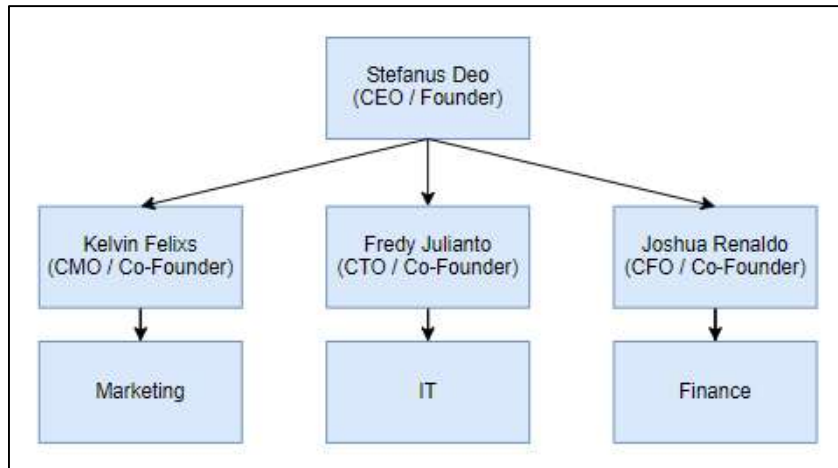 Stefanus Deo
(CEO / Founder)
Kelvin Felixs
(CMO / Co-Founder)
Fredy Julianto
(CTO / Co-Founder)
Joshua Renaldo
(CFO / Co-Founder)
Marketing
IT
Finance